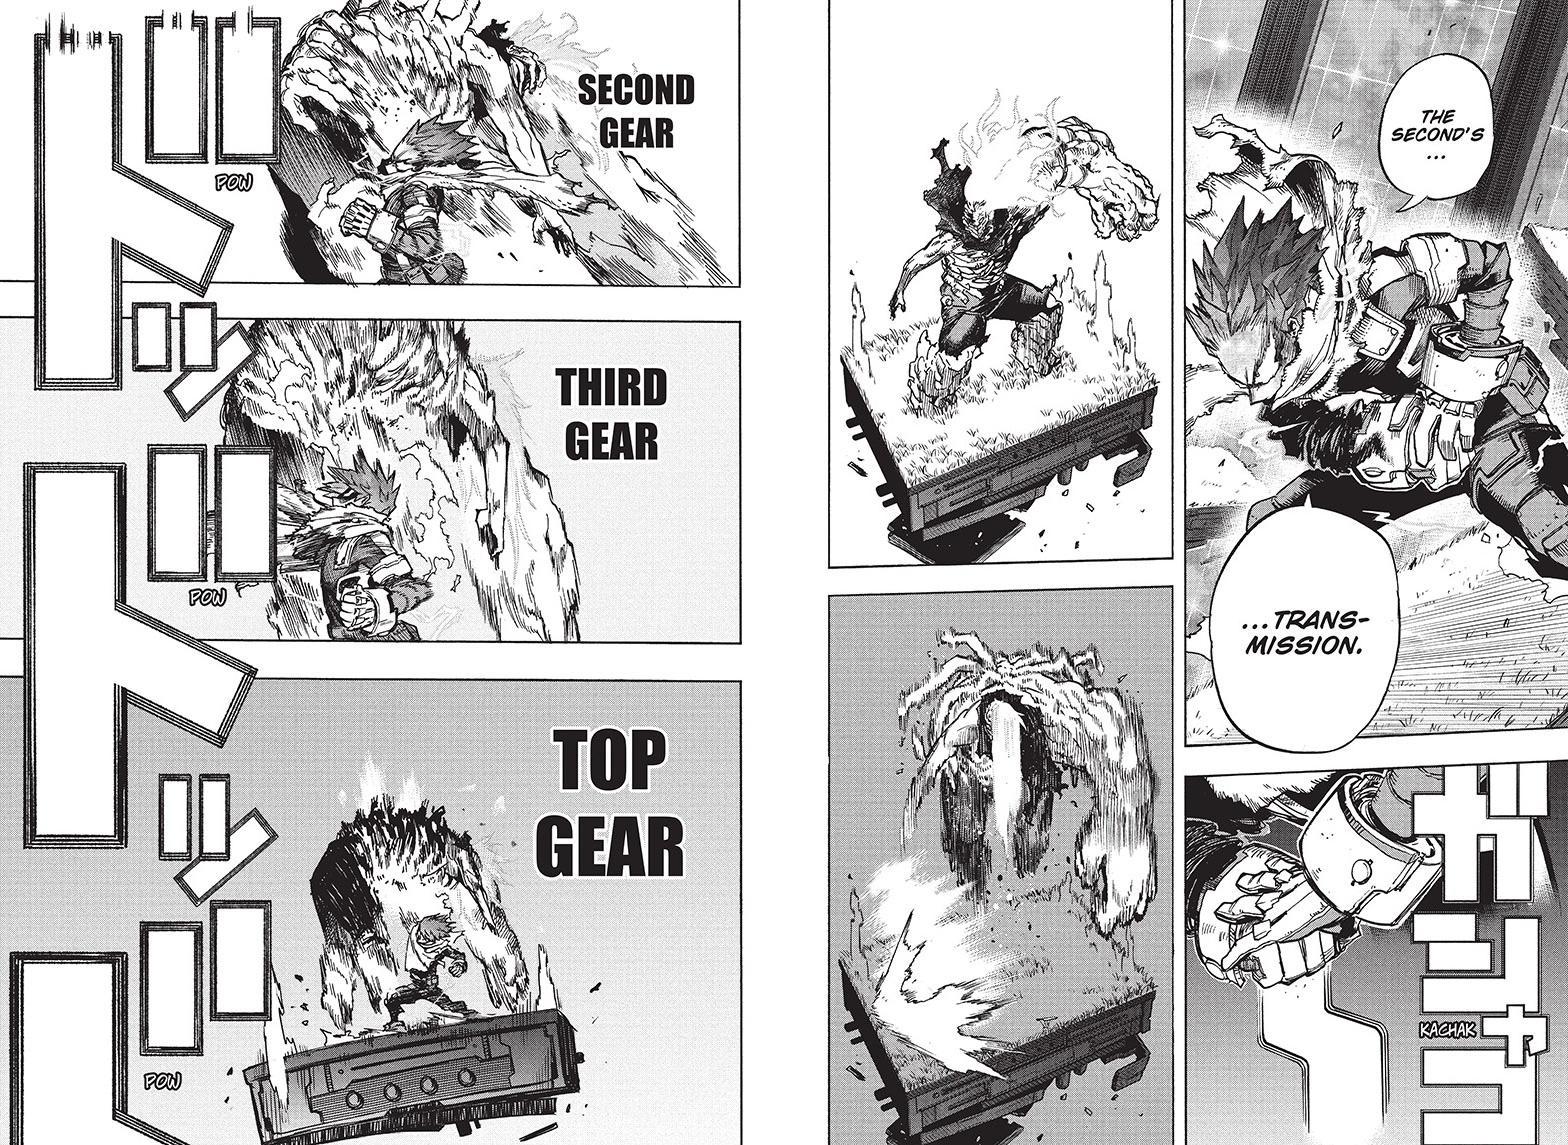 THE
SECOND'S
...
...TRANS-
MISSION.
ガシャコ
KACHAK
SECOND
GEAR
ドッ
POW
THIRD
GEAR
ドッ
POW
TOP
GEAR
ドッ
POW